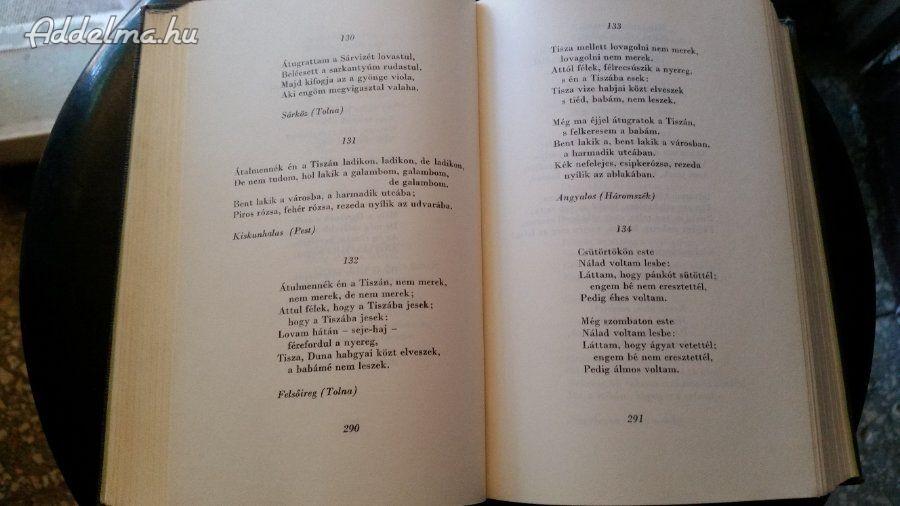 Addelma.hu
130
Átugrattam a Sárvizét lovastul,
Beléesett a sarkantyúm rudastul.
Majd kifogja az a gyönge viola,
Aki engöm megvigasztal valaha.
Sárköz (Tolna)
131
Átalmennék én a Tiszán ladikon, ladikon, de ladikon,
De nem tudom, hol lakik a galambom, galambom,
de galambom.
Bent lakik a városba, a harmadik utcába;
Piros rózsa, fehér rózsa, rezeda nyílik az udvarába.
Kiskunhalas (Pest)
132
Átulmennék én a Tiszán, nem merek,
nem merek, de nem merek;
Attul félek, hogy a Tiszába jesek;
hogy a Tiszába jesek:
Lovam hátán – seje-haj –
férefordul a nyereg,
Tisza, Duna habgyai közt elveszek,
a babámé nem leszek.
Felsőireg (Tolna)
290
133
Tisza mellett lovagolni nem merek,
lovagolni nem merek.
Attól félek, félrecsúszik a nyereg,
s én a Tiszába esek:
Tisza vize habjai közt elveszek
s tiéd, babám, nem leszek.
Még ma éjjel átugratok a Tiszán,
s felkeresem a babám.
Bent lakik a, bent lakik a városban,
a harmadik utcában.
Kék nefelejcs, csipkerózsa, rezeda
nyílik az ablakában.
Angyalos (Háromszék)
134
Csütörtökön este
Nálad voltam lesbe:
Láttam, hogy pánkót sütöttél;
engem bé nem eresztettél,
Pedig éhes voltam.
Még szombaton este
Nálad voltam lesbe:
Láttam, hogy ágyat vetettél;
engem bé nem eresztettél,
Pedig álmos voltam.
291